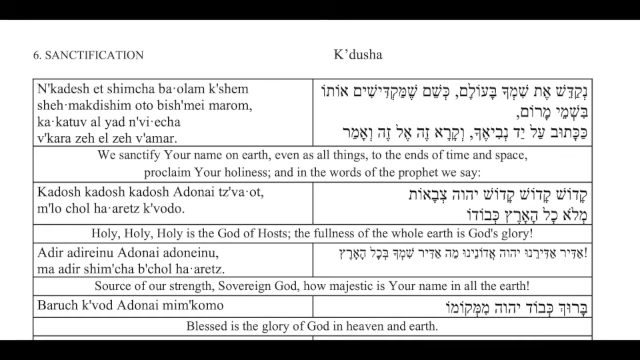 6. SANCTIFICATION K’dusha
N'kadesh et shimcha ba·olam k'shem
sheh·makdishim oto bish'mei marom,
ka·katuv al yad n'vi·echa
v'kara zeh el zeh v'amar.
נְקַדֵּשׁ אֶת שִׁמְךָ בָּעוֹלָם, כְּשֵׁם שֶׁמַּקְדִּישִׁים אוֹתוֹ
בִּשְׁמֵי מָרוֹם,
כַּכָּתוּב עַל יַד נְבִיאֶךָ, וְקָרָא זֶה אֶל זֶה וְאָמַר
We sanctify Your name on earth, even as all things, to the ends of time and space,
proclaim Your holiness; and in the words of the prophet we say:
Kadosh kadosh kadosh Adonai tz'va·ot,
m'lo chol ha·aretz k'vodo.
קָדוֹשׁ קָדוֹשׁ קָדוֹשׁ יהוה צְבָאוֹת
מְלֹא כָל הָאָרֶץ כְּבוֹדוֹ
Holy, Holy, Holy is the God of Hosts; the fullness of the whole earth is God's glory!
Adir adireinu Adonai adoneinu,
ma adir shim'cha b'chol ha·aretz.
אַדִּיר אַדִּירֵנוּ יהוה אֲדוֹנֵינוּ מָה אַדִּיר שִׁמְךָ בְּכָל הָאָרֶץ!
Source of our strength, Sovereign God, how majestic is Your name in all the earth!
Baruch k'vod Adonai mim'komo
בָּרוּךְ כְּבוֹד יהוה מִמְּקוֹמוֹ
Blessed is the glory of God in heaven and earth.